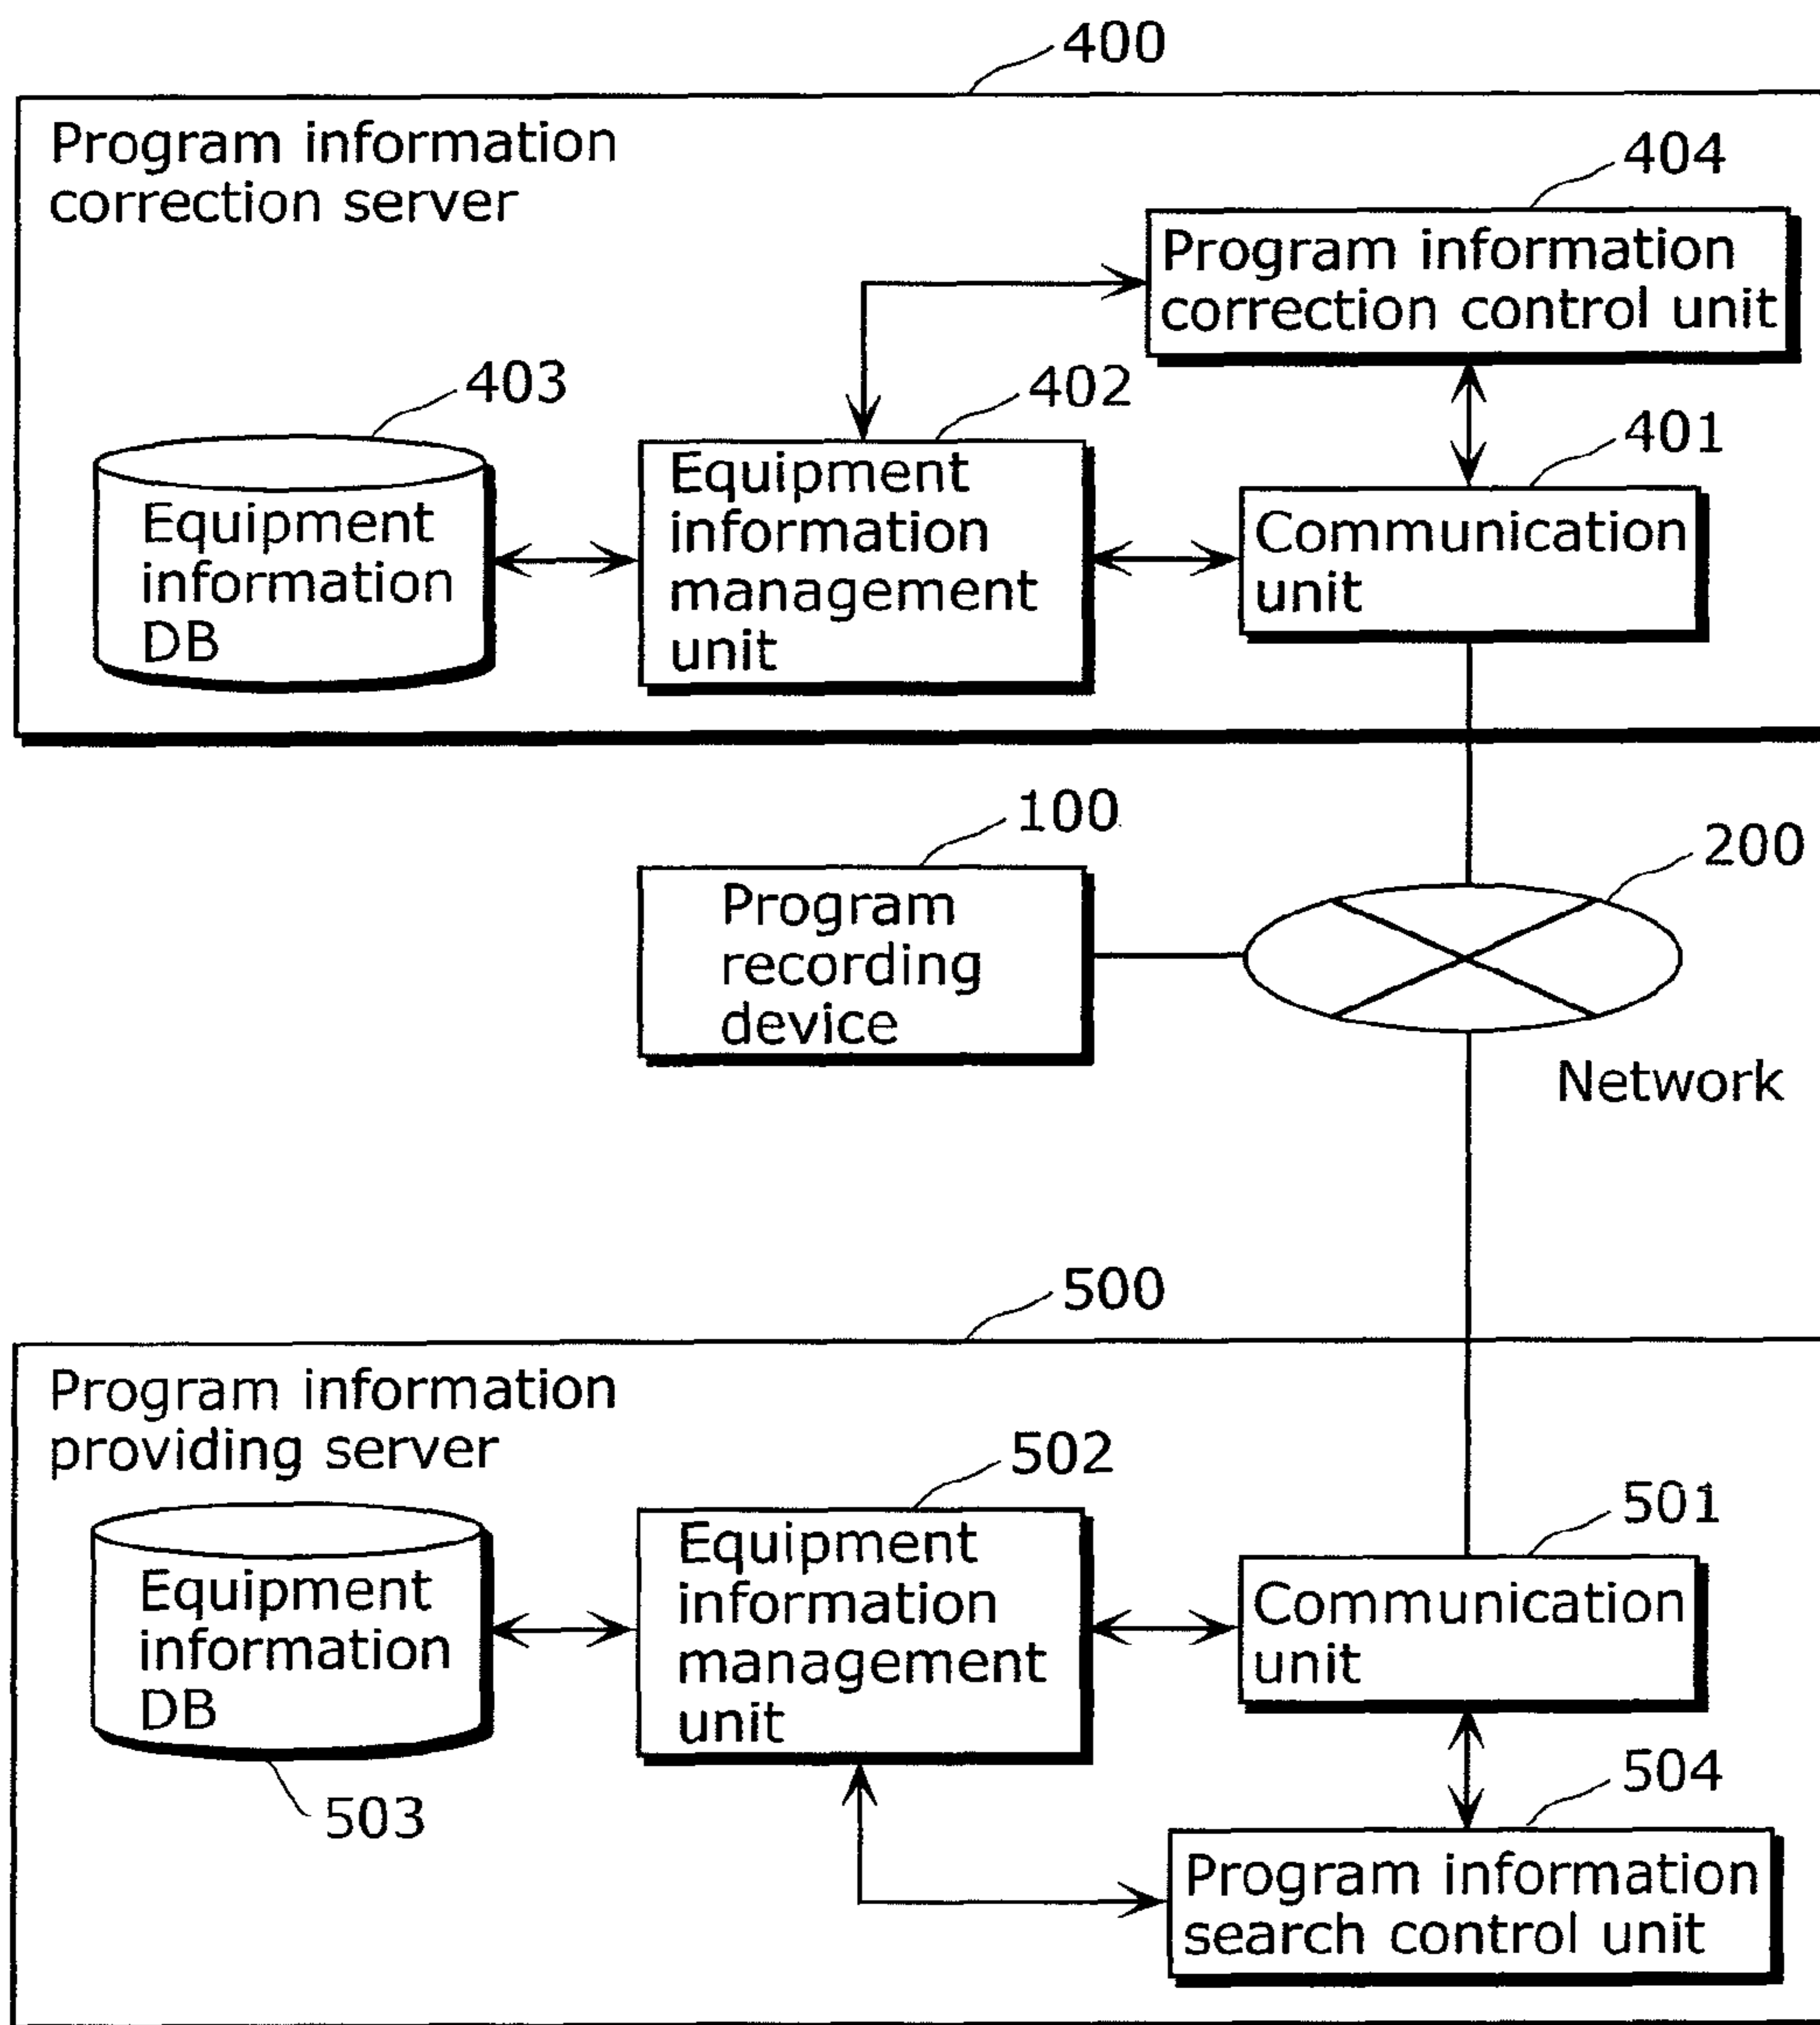 400
Program information
correction server
404
Program information
correction control unit
403
402
401
Equipment
information
DB
Equipment
information
management
unit
Communication
unit
100
200
Program
recording
device
Network
500
Program information
providing server
502
501
Equipment
information
DB
Equipment
information
management
unit
Communication
unit
503
504
Program information
search control unit